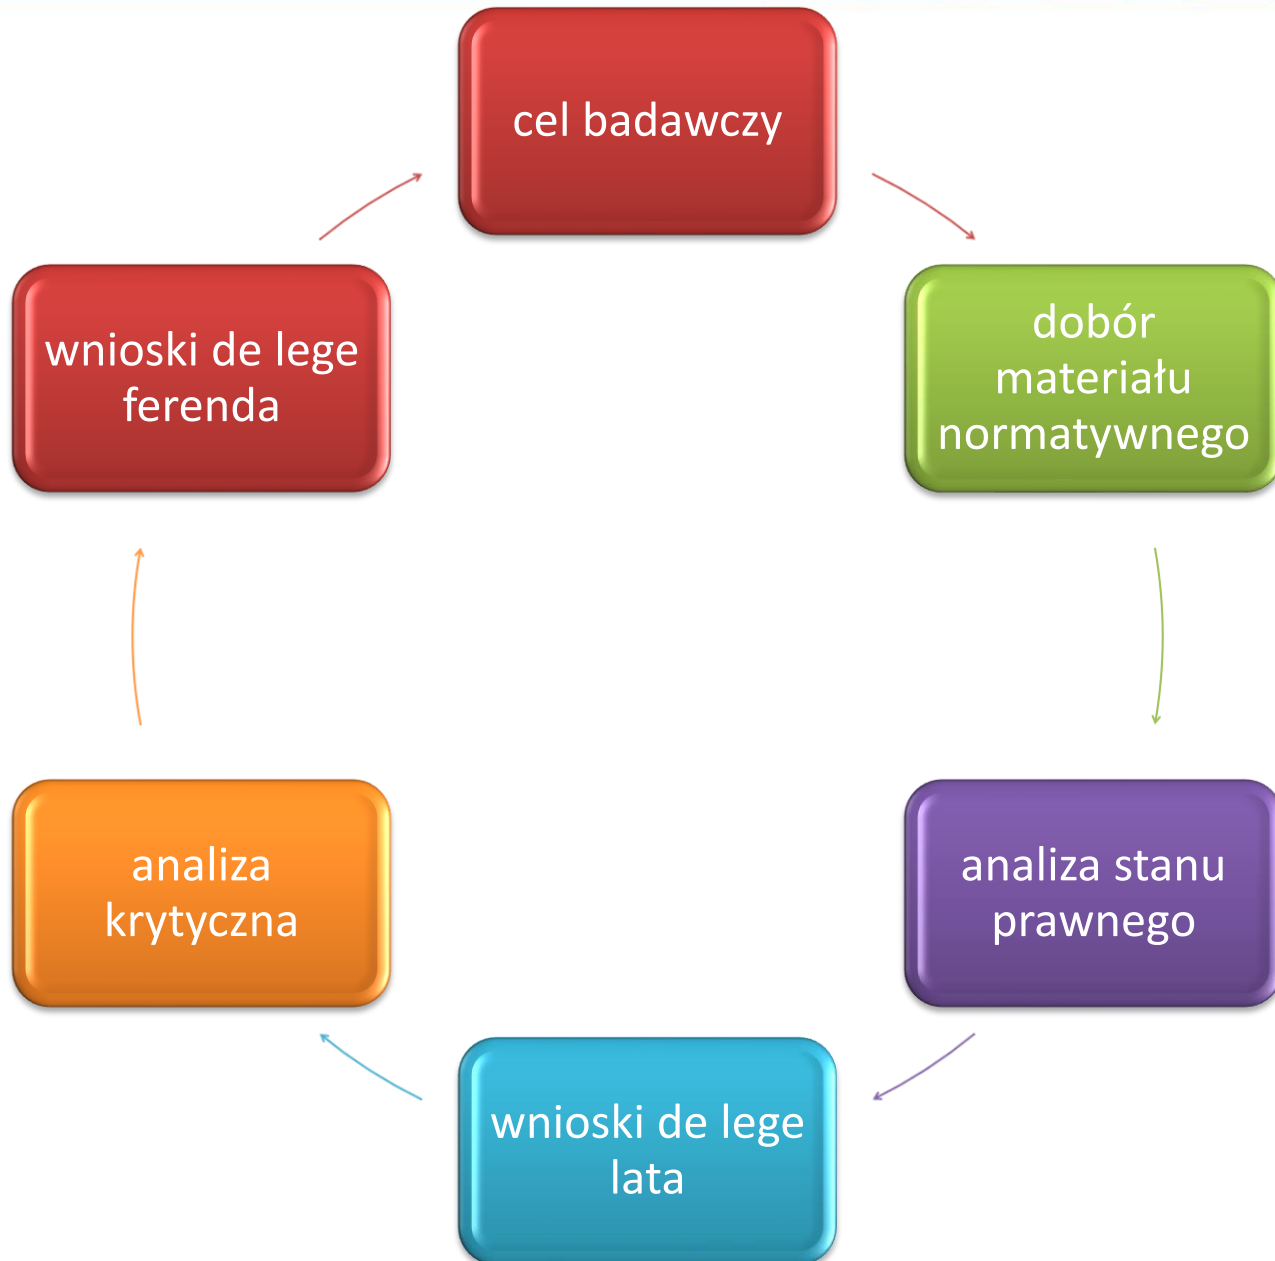 cel badawczy
dobór
materiału
normatywnego
analiza stanu
prawnego
wnioski de lege
lata
analiza
krytyczna
wnioski de lege
ferenda